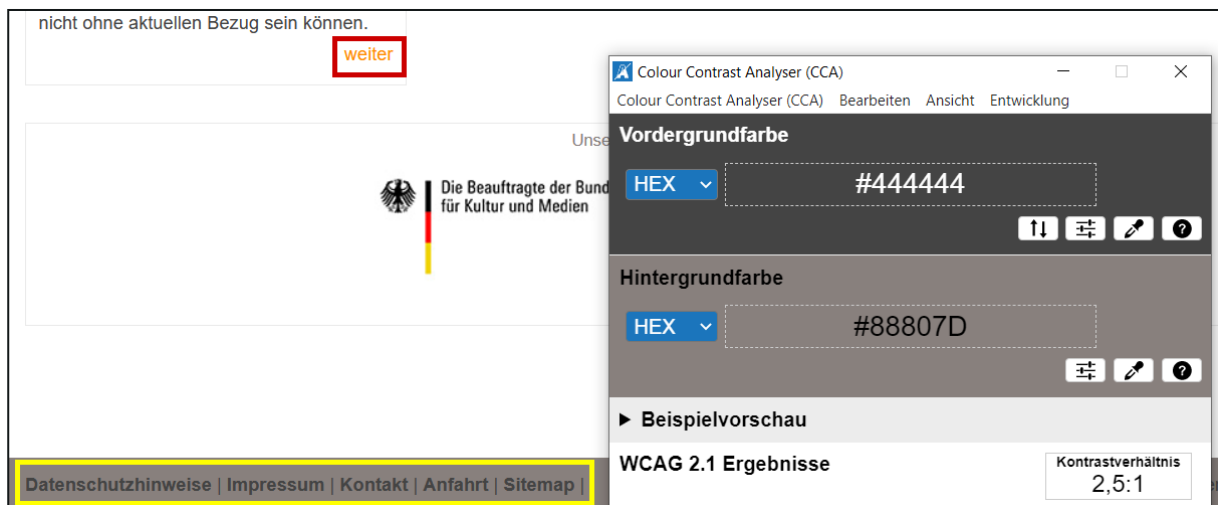 nicht ohne aktuellen Bezug sein können.
weiter
Unse
Die Beauftragte der Bund
für Kultur und Medien
Datenschutzhinweise | Impressum | Kontakt | Anfahrt | Sitemap |
Colour Contrast Analyser (CCA)
Colour Contrast Analyser (CCA) Bearbeiten Ansicht Entwicklung
Vordergrundfarbe
HEX #444444
Hintergrundfarbe
HEX #88807D
Beispielvorschau
WCAG 2.1 Ergebnisse
Kontrastverhältnis
2,5:1